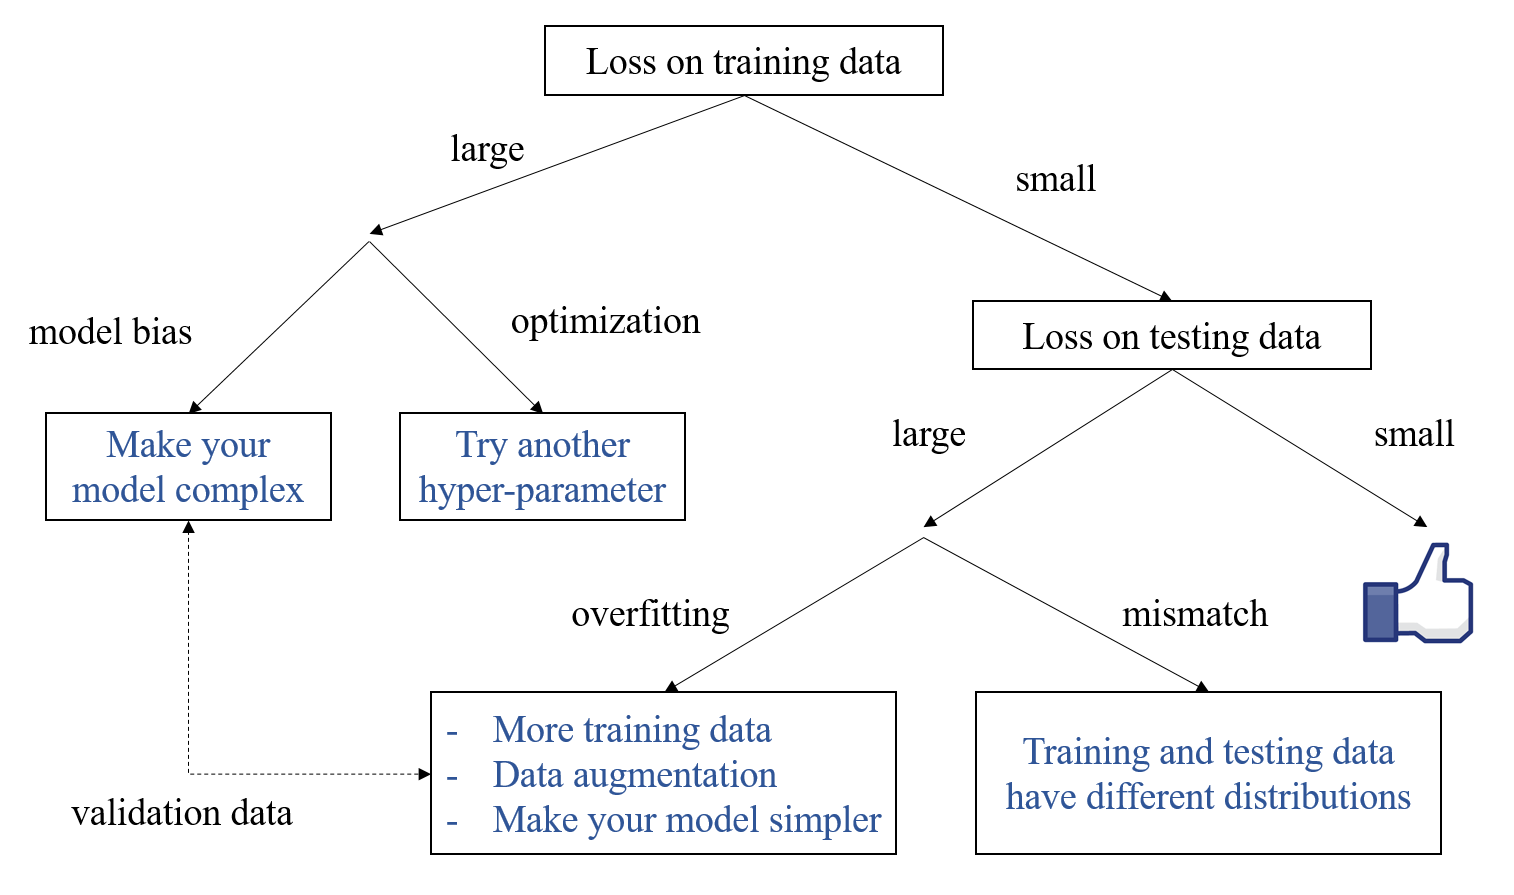 Loss on training data
large
small
model bias
optimization
Loss on testing data
Make your
model complex
Try another
hyper-parameter
large
small
overfitting
mismatch
validation data
- More training data
- Data augmentation
- Make your model simpler
Training and testing data
have different distributions